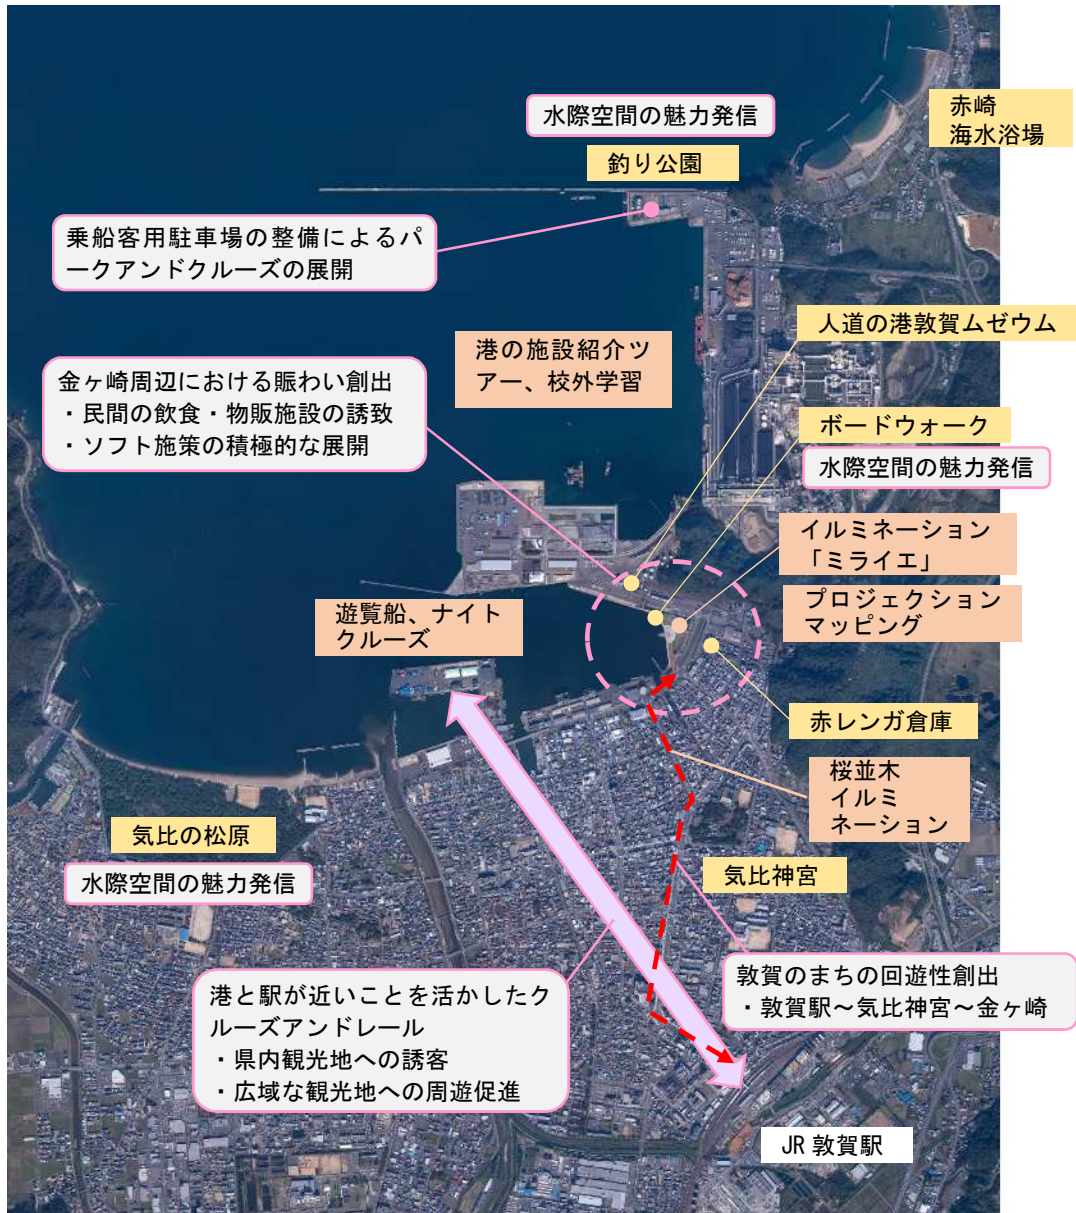 水際空間の魅力発信
釣り公園
赤崎
海水浴場
乗船客用駐車場の整備によるパ
ークアンドクルーズの展開
人道の港敦賀ムゼウム
港の施設紹介ツ
アー、校外学習
金ヶ崎周辺における賑わい創出
・民間の飲食・物販施設の誘致
・ソフト施策の積極的な展開
ボードウォーク
水際空間の魅力発信
イルミネーション
「ミライエ」
プロジェクション
マッピング
遊覧船、ナイト
クルーズ
赤レンガ倉庫
桜並木
イルミ
ネーション
気比の松原
水際空間の魅力発信
気比神宮
敦賀のまちの回遊性創出
・敦賀駅～気比神宮～金ヶ崎
港と駅が近いことを活かしたク
ルーズアンドレール
・県内観光地への誘客
・広域な観光地への周遊促進
JR 敦賀駅